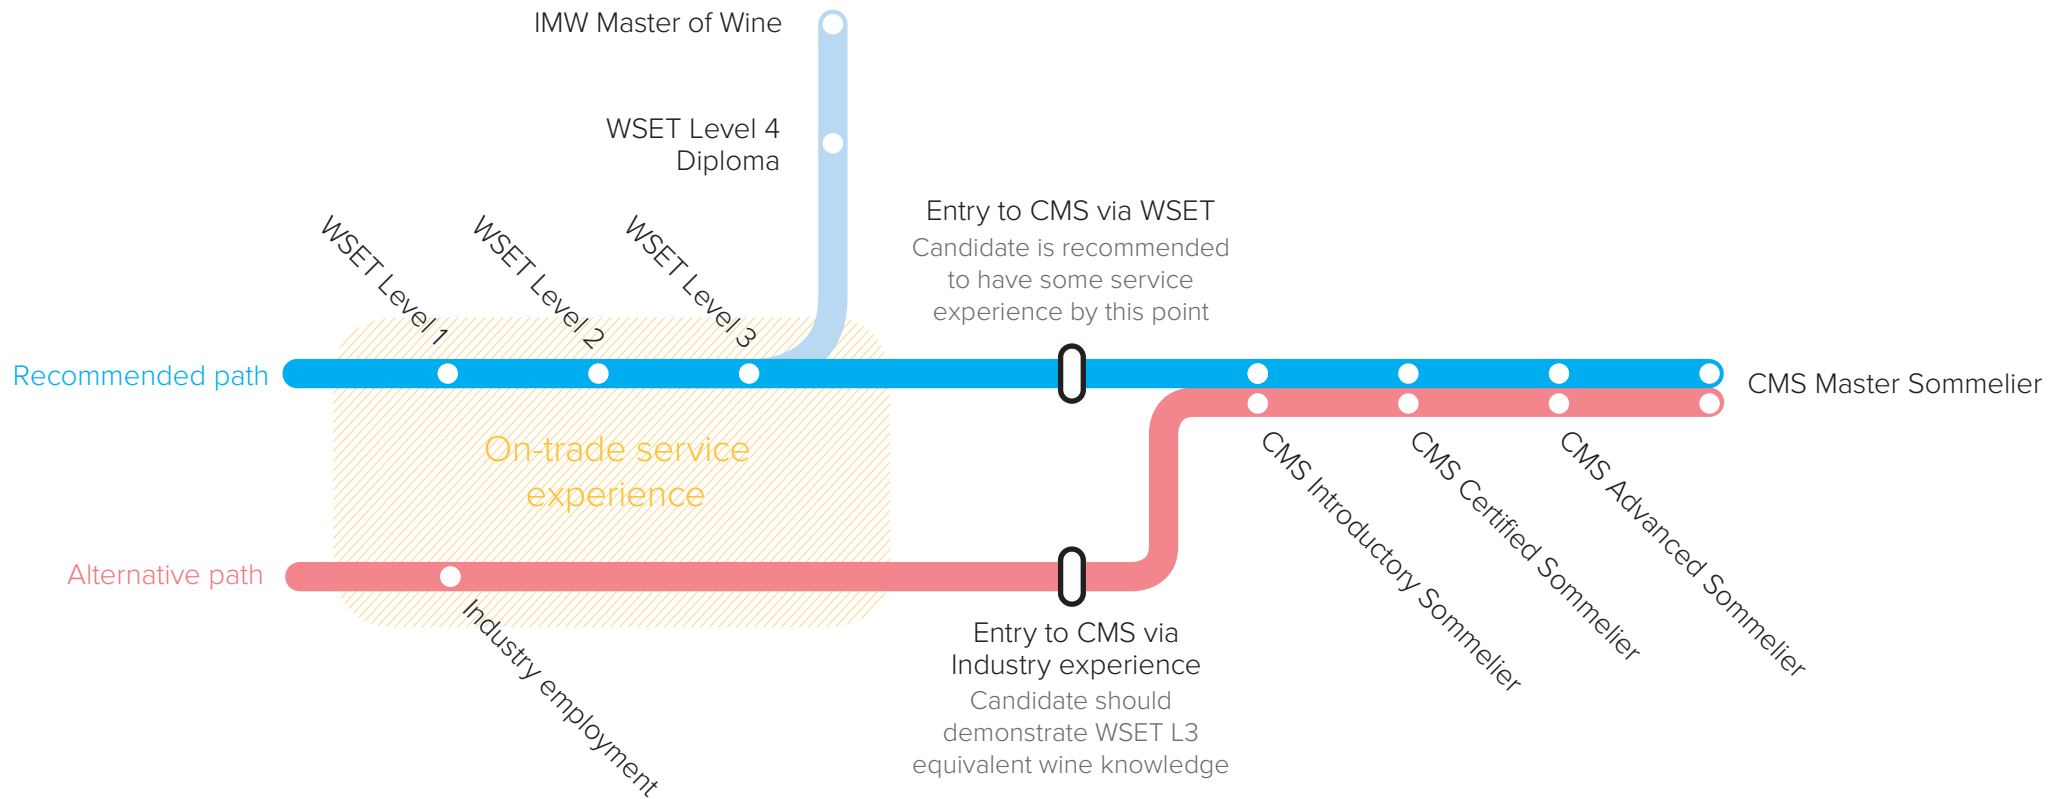 IMW Master of Wine
WSET Level 4
Diploma
WSET Level 1
WSET Level 2
WSET Level 3
Entry to CMS via WSET
Candidate is recommended
to have some service
experience by this point
Recommended path
CMS Master Sommelier
On-trade service
experience
CMS Introductory Sommelier
CMS Certified Sommelier
CMS Advanced Sommelier
Alternative path
Industry employment
Entry to CMS via
Industry experience
Candidate should
demonstrate WSET L3
equivalent wine knowledge